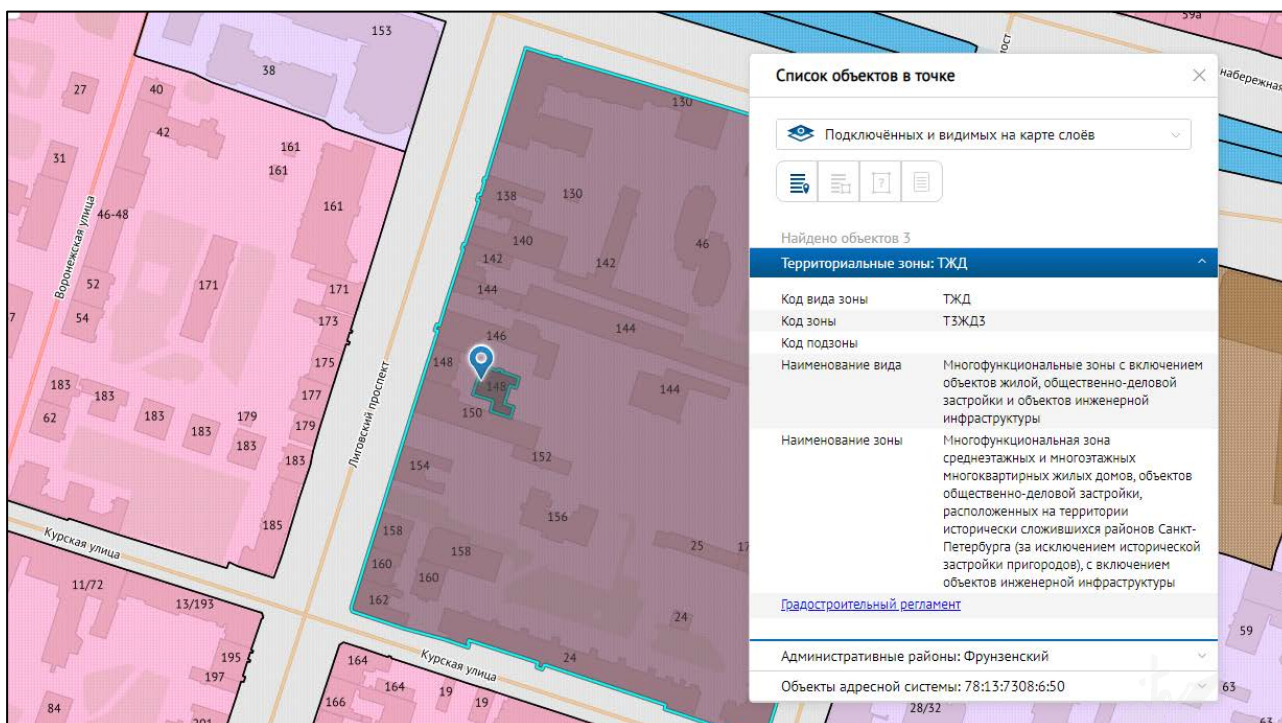 153
59а
мост
набережная
38
27
40
42
130
31
161
161
161
138
130
46-48
140
46
142
142
Воронежская улица
52
171
171
144
54
173
144
146
175
148
148
144
183
183
177
150
62
183
179
183
183
179
183
152
Лиговский проспект
154
156
185
158
25
17
158
Курская улица
160
160
11/72
13/193
162
24
59
195
164
Курская улица
24
197
164
19
166
19
84
201
28/32
63
63
Список объектов в точке
Подключённых и видимых на карте слоёв
Найдено объектов 3
Территориальные зоны: ТЖД
Код вида зоны ТЖД
Код зоны Т3ЖД3
Код подзоны
Наименование вида Многофункциональные зоны с включением
объектов жилой, общественно-деловой
застройки и объектов инженерной
инфраструктуры
Наименование зоны Многофункциональная зона
среднеэтажных и многоэтажных
многоквартирных жилых домов, объектов
общественно-деловой застройки,
расположенных на территории
исторически сложившихся районов Санкт-
Петербурга (за исключением исторической
застройки пригородов), с включением
объектов инженерной инфраструктуры
Градостроительный регламент
Административные районы: Фрунзенский
Объекты адресной системы: 78:13:7308:6:50